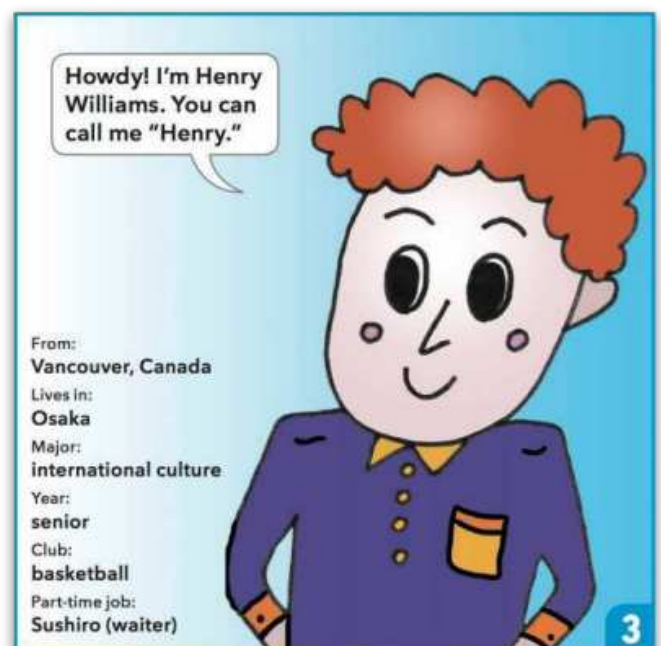 Howdy! I'm Henry
Williams. You can
call me "Henry."
From:
Vancouver, Canada
Lives in:
Osaka
Major:
international culture
Year:
senior
Club:
basketball
Part-time job:
Sushiro (waiter)
3